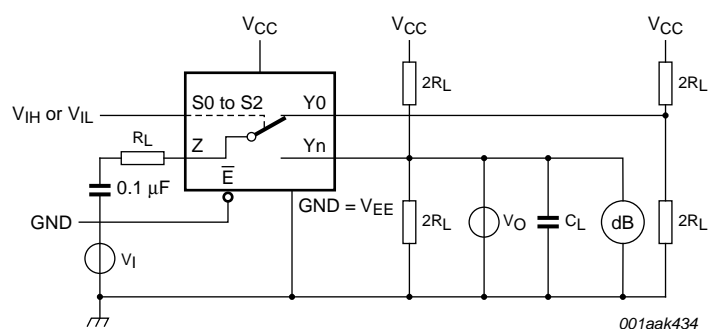 VCC
VCC
VCC
2RL
2RL
S0 to S2
Y0
VIH or VIL
RL
Z
Yn
E
0.1 μF
GND = VEE
GND
2RL
VO
CL
dB
2RL
VI
001aak434